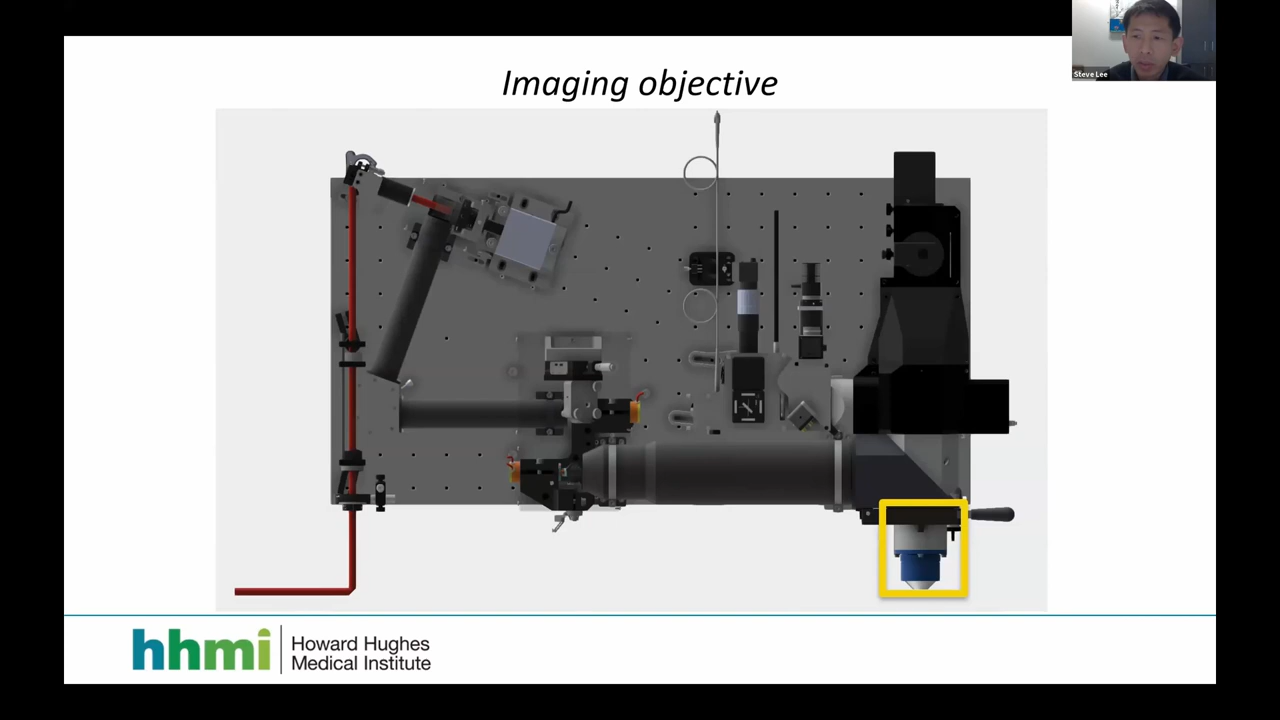 Imaging objective
Steve Lee
hhmi
Howard Hughes
Medical Institute